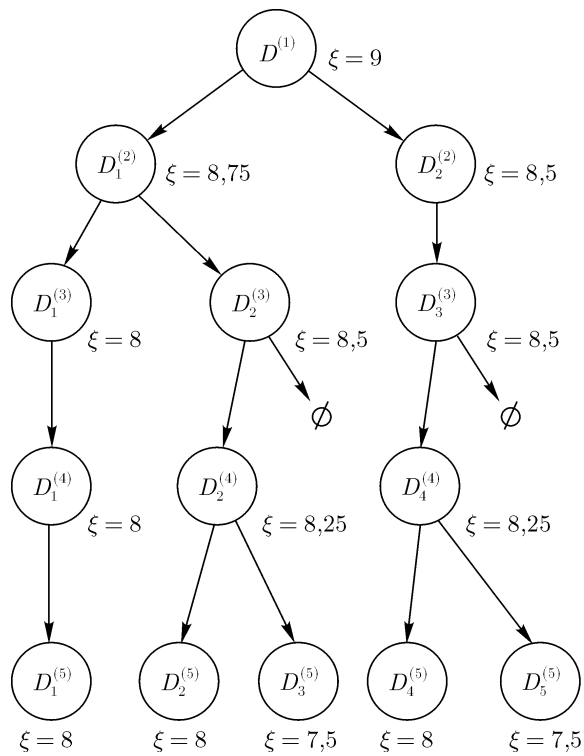 D^(1)
ξ = 9
D_1^(2)
ξ = 8,75
D_2^(2)
ξ = 8,5
D_1^(3)
ξ = 8
D_2^(3)
ξ = 8,5
D_3^(3)
ξ = 8,5
∅
∅
D_1^(4)
ξ = 8
D_2^(4)
ξ = 8,25
D_4^(4)
ξ = 8,25
D_1^(5)
D_2^(5)
D_3^(5)
D_4^(5)
D_5^(5)
ξ = 8
ξ = 8
ξ = 7,5
ξ = 8
ξ = 7,5